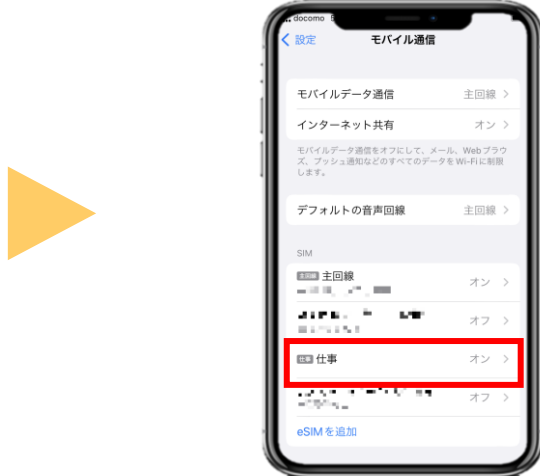 docomo
設定
モバイル通信
モバイルデータ通信 主回線
インターネット共有 オン
モバイルデータ通信をオフにして、メール、Webブラウ
ズ、プッシュ通知などのすべてのデータをWi-Fiに制限
します。
デフォルトの音声回線 主回線
SIM
主回線 主回線 オン
オフ
仕事 仕事 オン
オフ
eSIMを追加